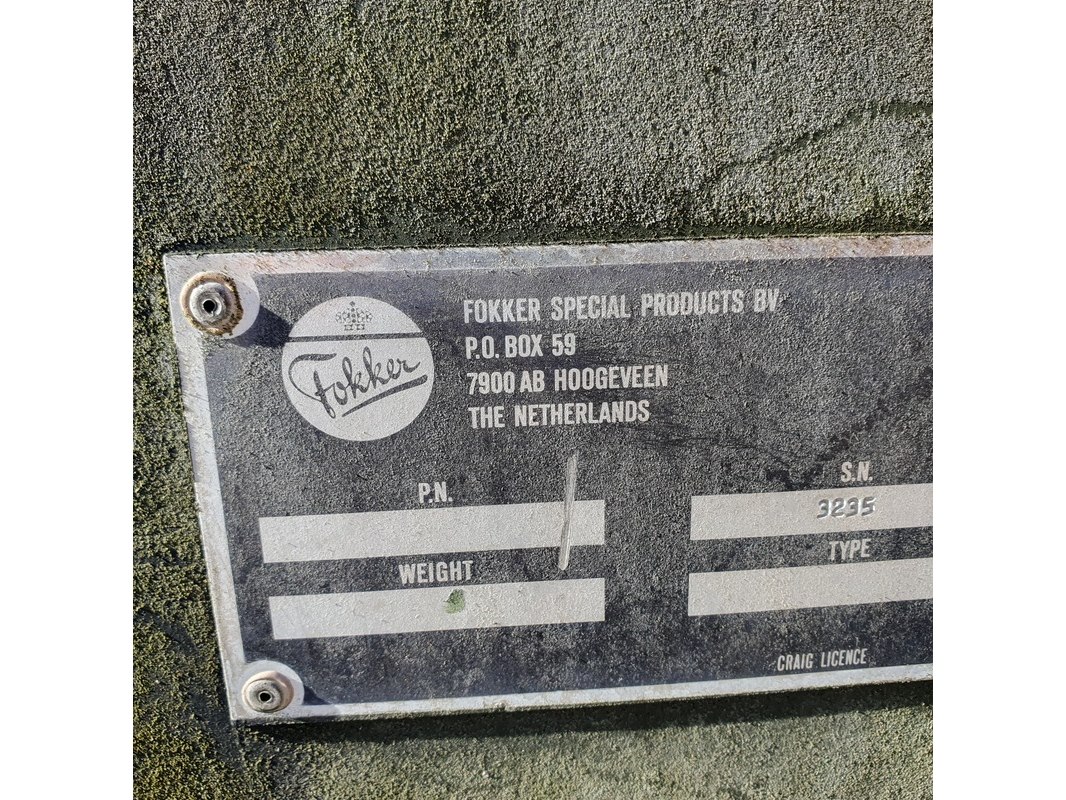 Fokker
FOKKER SPECIAL PRODUCTS BV
P.O. BOX 59
7900 AB HOOGEVEEN
THE NETHERLANDS
P.N.
S.N.
3235
WEIGHT
TYPE
CRAIG LICENCE